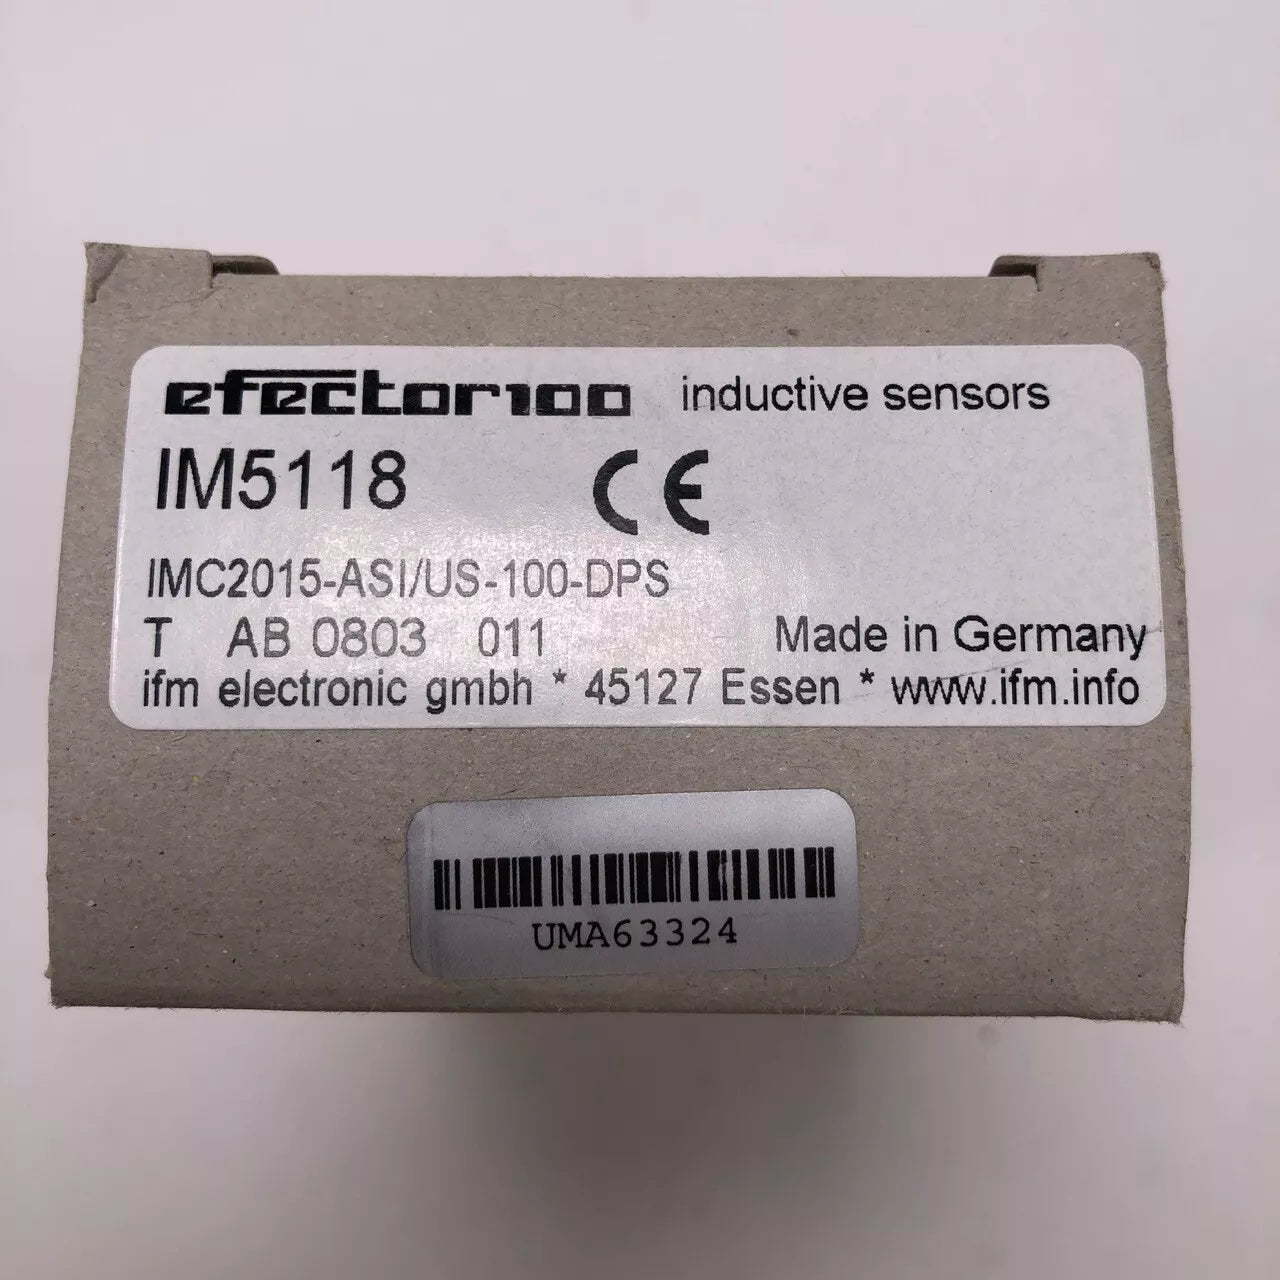 efector100 inductive sensors
IM5118 CE
IMC2015-ASI/US-100-DPS
T AB 0803 011 Made in Germany
ifm electronic gmbh * 45127 Essen * www.ifm.info
UMA63324